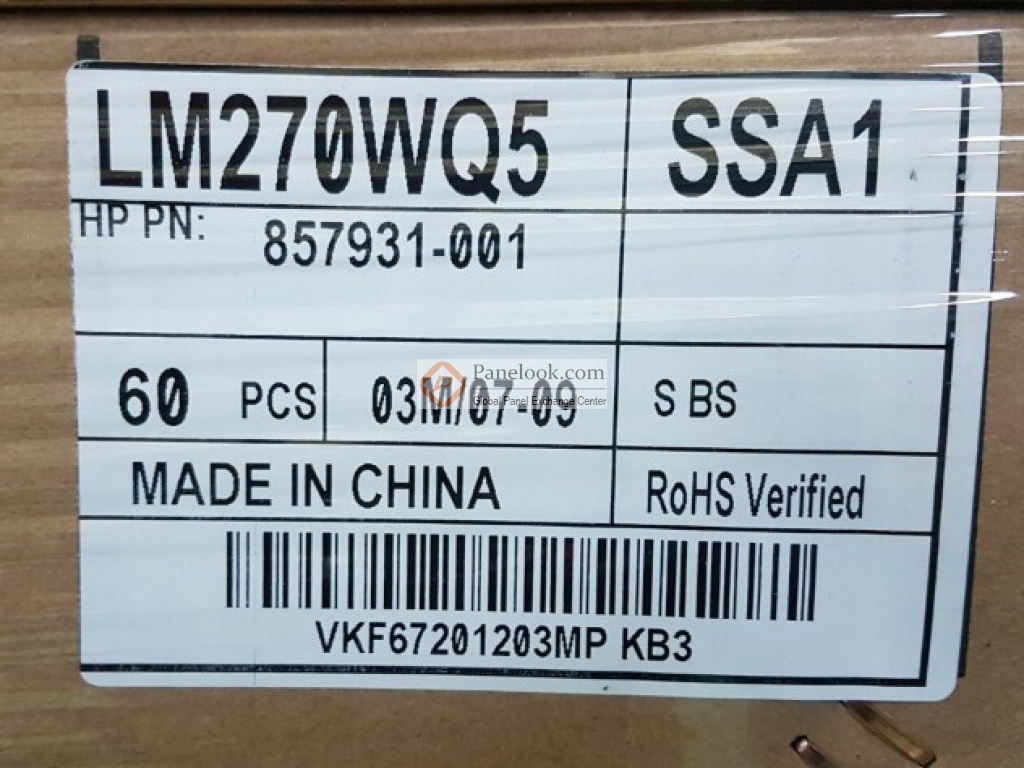 LM270WQ5 SSA1
HP PN: 857931-001
60 PCS 03M/07-09 S BS
Panelook.com
Global Panel Exchange Center
MADE IN CHINA RoHS Verified
VKF67201203MP KB3